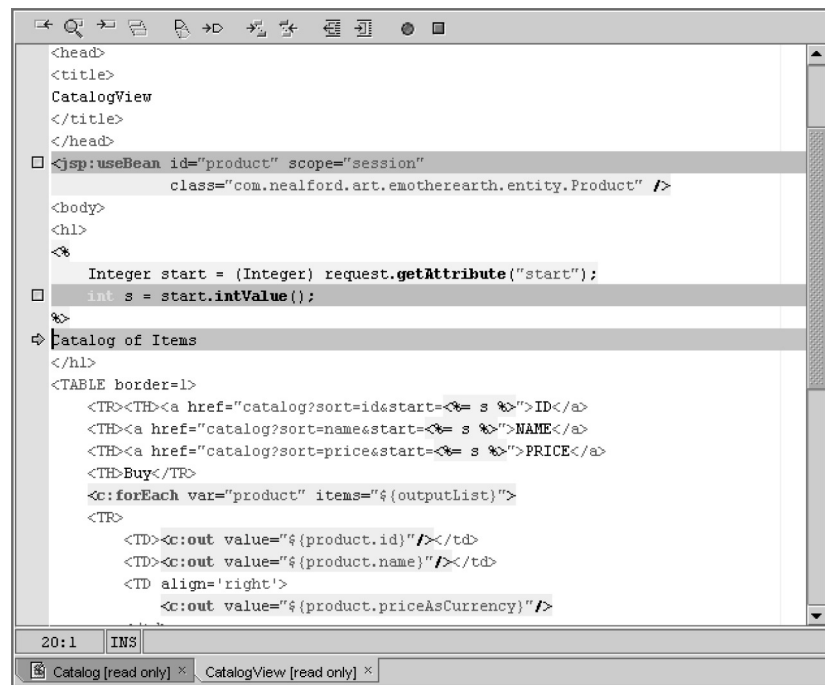 <head>
<title>
CatalogView
</title>
</head>
<jsp:useBean id="product" scope="session"
class="com.nealford.art.emotherearth.entity.Product" />
<body>
<h1>
<%
Integer start = (Integer) request.getAttribute("start");
int s = start.intValue();
%>
Catalog of Items
</h1>
<TABLE border=1>
<TR><TH><a href="catalog?sort=id&start=<%= s %>">ID</a>
<TH><a href="catalog?sort=name&start=<%= s %>">NAME</a>
<TH><a href="catalog?sort=price&start=<%= s %>">PRICE</a>
<TH>Buy</TR>
<c:forEach var="product" items="${outputList}">
<TR>
<TD><c:out value="${product.id}"/></td>
<TD><c:out value="${product.name}"/></td>
<TD align='right'>
<c:out value="${product.priceAsCurrency}"/>
20:1 INS
Catalog [read only] × CatalogView [read only] ×